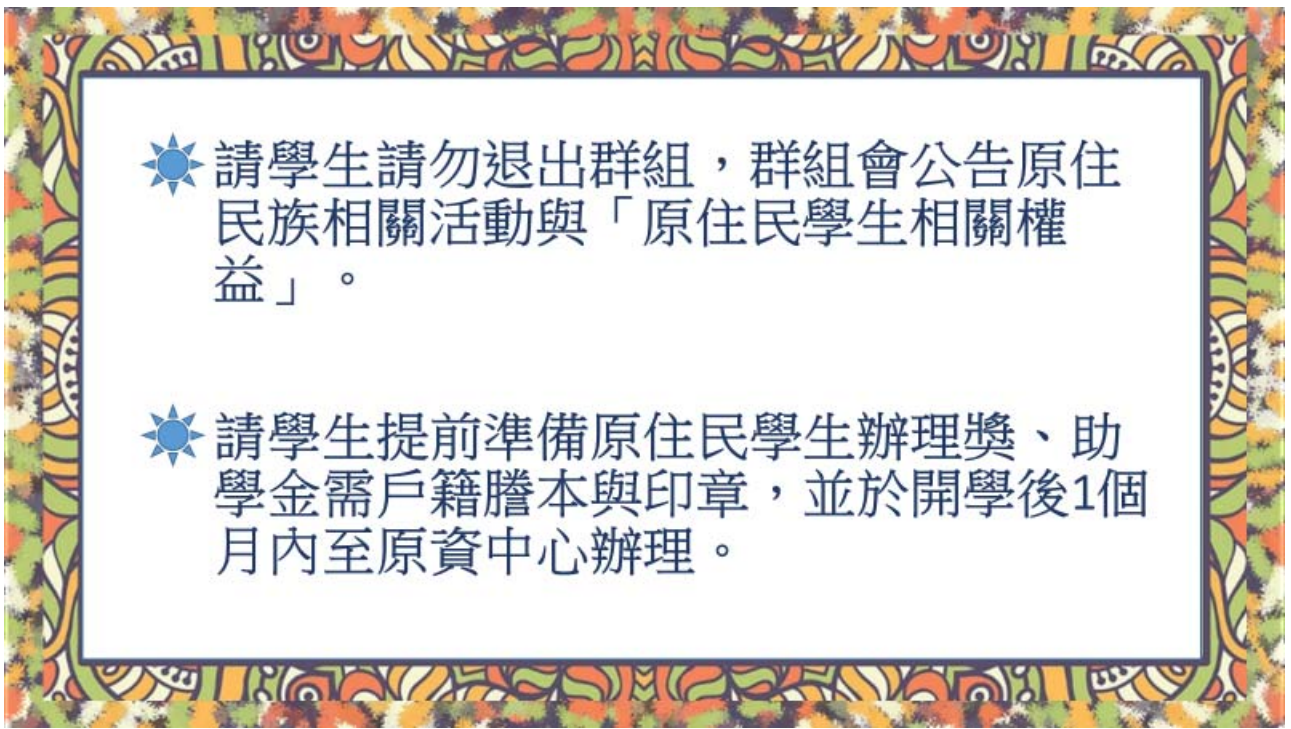 請學生請勿退出群組，群組會公告原住
民族相關活動與「原住民學生相關權
益」。
請學生提前準備原住民學生辦理獎、助
學金需戶籍謄本與印章，並於開學後1個
月內至原資中心辦理。